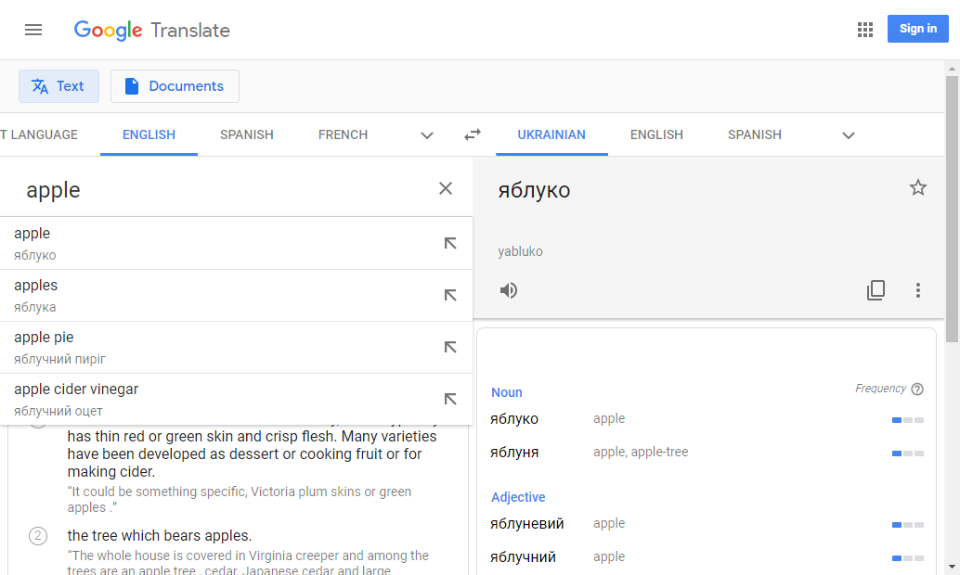 Google Translate
Sign in
Text
Documents
T LANGUAGE
ENGLISH
SPANISH
FRENCH
UKRAINIAN
ENGLISH
SPANISH
apple
apple
яблуко
apples
яблука
apple pie
яблучний пиріг
apple cider vinegar
яблучний оцет
has thin red or green skin and crisp flesh. Many varieties
have been developed as dessert or cooking fruit or for
making cider.
"It could be something specific, Victoria plum skins or green
apples ."
2
the tree which bears apples.
"The whole house is covered in Virginia creeper and among the
trees are an apple tree , cedar, Japanese cedar and large
яблуко
yabluko
Noun
Frequency
яблуко apple
яблуня apple, apple-tree
Adjective
яблуневий apple
яблучний apple